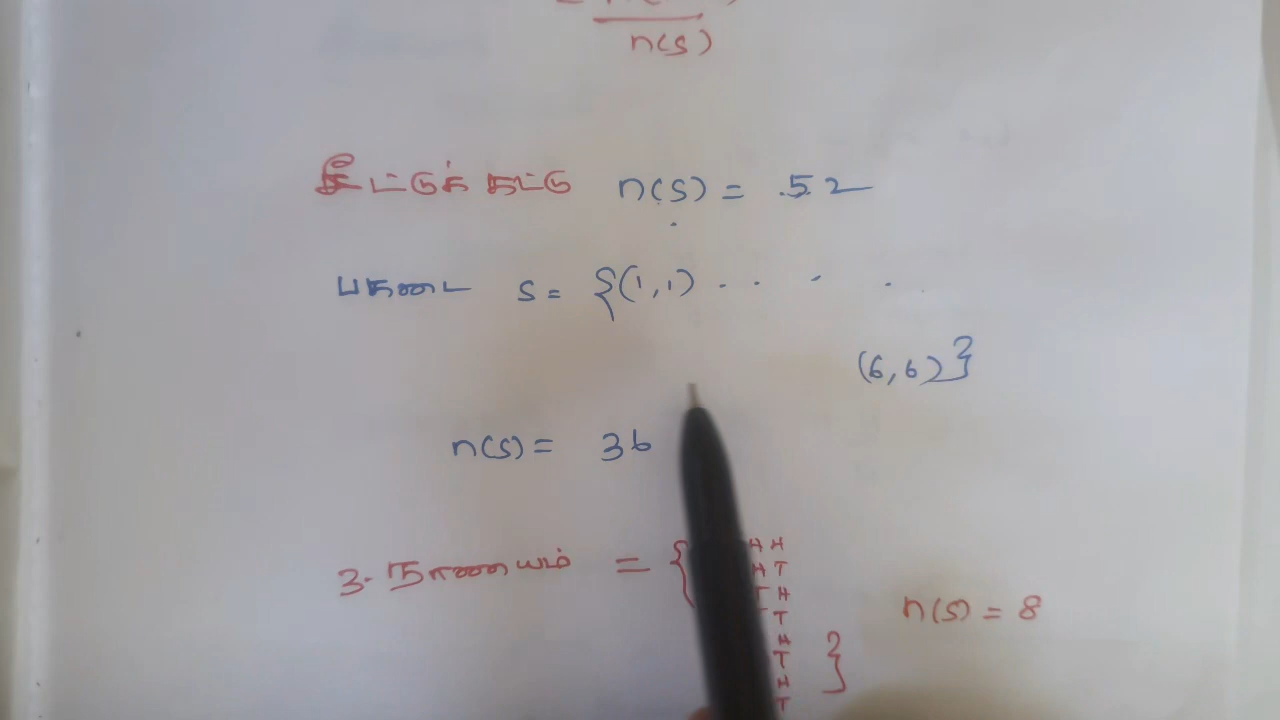 n(S)
சீட்டுக் கட்டு n(S) = 52
பகடை S = {(1,1) . . . .
(6,6)}
n(S) = 36
3. நாணயம் = {
H H
H T
T H
T
H
T
H
T
}
n(S) = 8